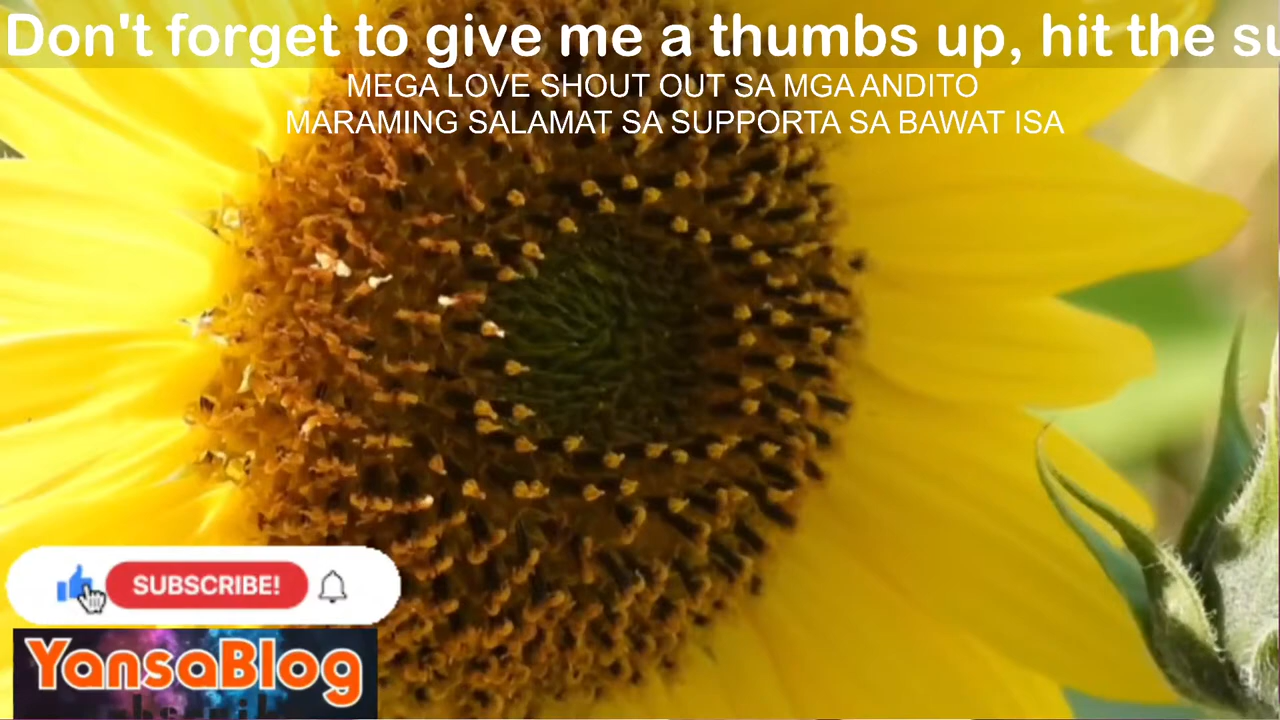 Don't forget to give me a thumbs up, hit the su
MEGA LOVE SHOUT OUT SA MGA ANDITO
MARAMING SALAMAT SA SUPPORTA SA BAWAT ISA
SUBSCRIBE!
YansaBlog